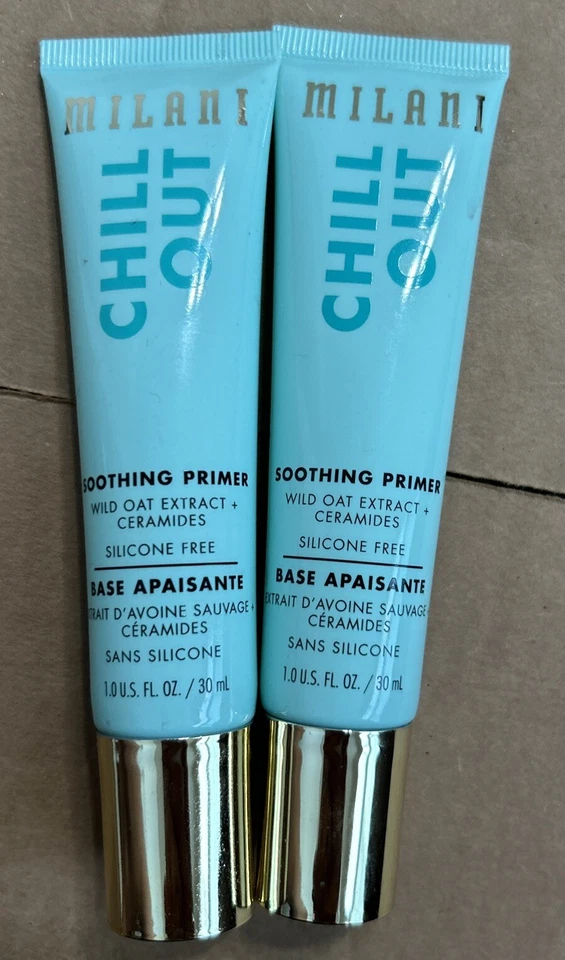 MILANI
CHILL
OUT
SOOTHING PRIMER
WILD OAT EXTRACT +
CERAMIDES
SILICONE FREE
BASE APAISANTE
EXTRAIT D'AVOINE SAUVAGE +
CÉRAMIDES
SANS SILICONE
1.0 U.S. FL. OZ. / 30 mL
MILANI
CHILL
OUT
SOOTHING PRIMER
WILD OAT EXTRACT +
CERAMIDES
SILICONE FREE
BASE APAISANTE
EXTRAIT D'AVOINE SAUVAGE +
CÉRAMIDES
SANS SILICONE
1.0 U.S. FL. OZ. / 30 mL